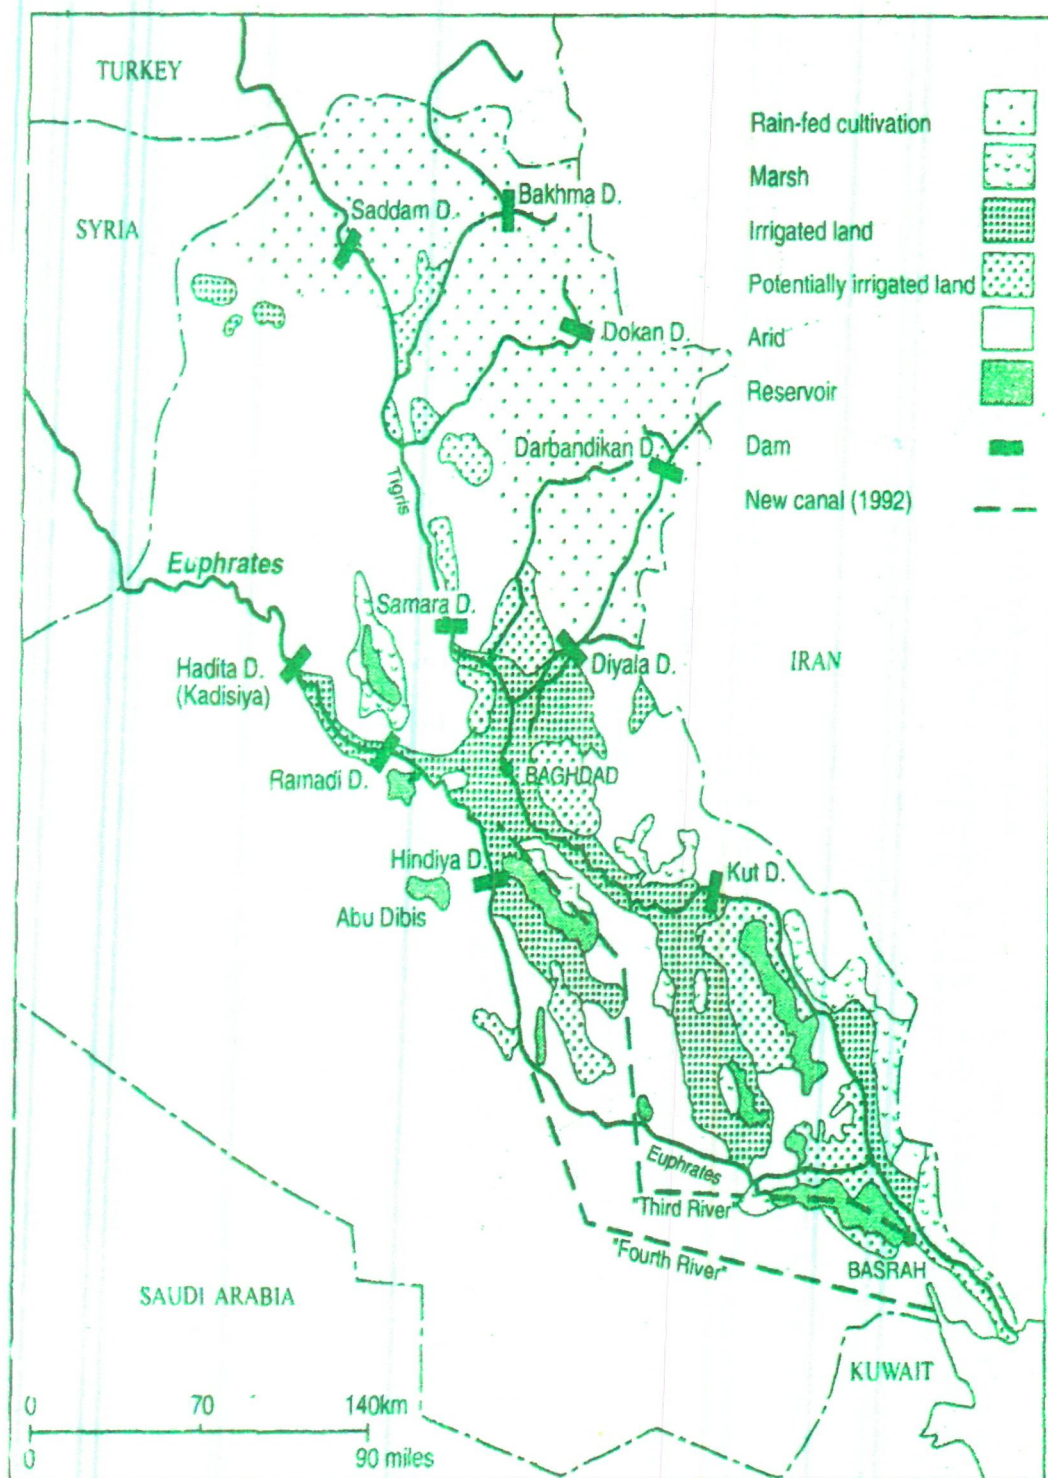 TURKEY
SYRIA
Saddam D.
Bakhma D.
Dokan D.
Darbandikan D.
Tigris
Euphrates
Samara D.
Hadita D.
(Kadisiya)
Diyala D.
IRAN
Ramadi D.
BAGHDAD
Hindiya D.
Kut D.
Abu Dibis
Euphrates
"Third River"
"Fourth River"
BASRAH
SAUDI ARABIA
KUWAIT
Rain-fed cultivation
Marsh
Irrigated land
Potentially irrigated land
Arid
Reservoir
Dam
New canal (1992)
0 70 140km
0 90 miles